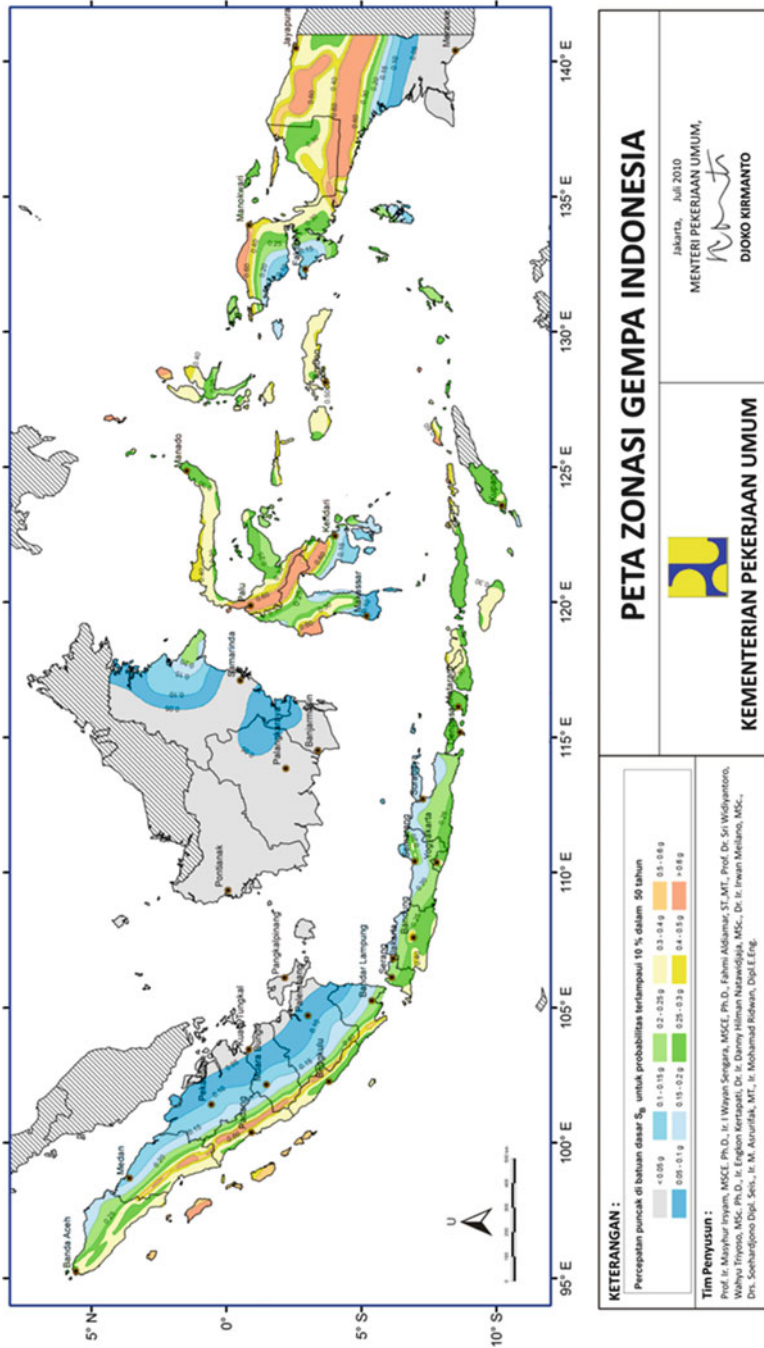 95° E
100° E
105° E
110° E
115° E
120° E
125° E
130° E
135° E
140° E
5° N
0°
5° S
10° S
Banda Aceh
Medan
Padang
Bengkulu
Bandar Lampung
Pangkalpinang
Serang
Yogyakarta
Pontianak
Banjarmasin
Samarinda
Palu
Makassar
Kendari
Manado
Kupang
Manokwari
Jayapura
Merauke
U
PETA ZONASI GEMPA INDONESIA
KEMENTERIAN PEKERJAAN UMUM
Jakarta, Juli 2010
MENTERI PEKERJAAN UMUM,
DJOKO KIRMANTO
KETERANGAN :
Percepatan puncak di batuan dasar SB untuk probabilitas terlampaui 10 % dalam 50 tahun
< 0.05 g
0.1 - 0.15 g
0.2 - 0.25 g
0.3 - 0.4 g
0.5 - 0.6 g
0.05 - 0.1 g
0.15 - 0.2 g
0.25 - 0.3 g
0.4 - 0.5 g
> 0.6 g
Tim Penyusun :
Prof. Ir. Masyhur Irsyam, MSCE. Ph.D., Ir. I Wayan Sengara, MSCE, Ph.D., Fahmi Aldiamar, ST.,MT., Prof. Dr. Sri Widiyantoro,
Wahyu Triyoso, MSc. Ph.D., Ir. Engkon Kertapati, Dr. Ir. Danny Hilman Natawidjaja, MSc., Dr. Ir. Irwan Meilano, MSc.,
Drs. Soehardjono Dipl. Seis., Ir. M. Asrurifak, MT., Ir. Mohamad Ridwan, Dipl.E.Eng.